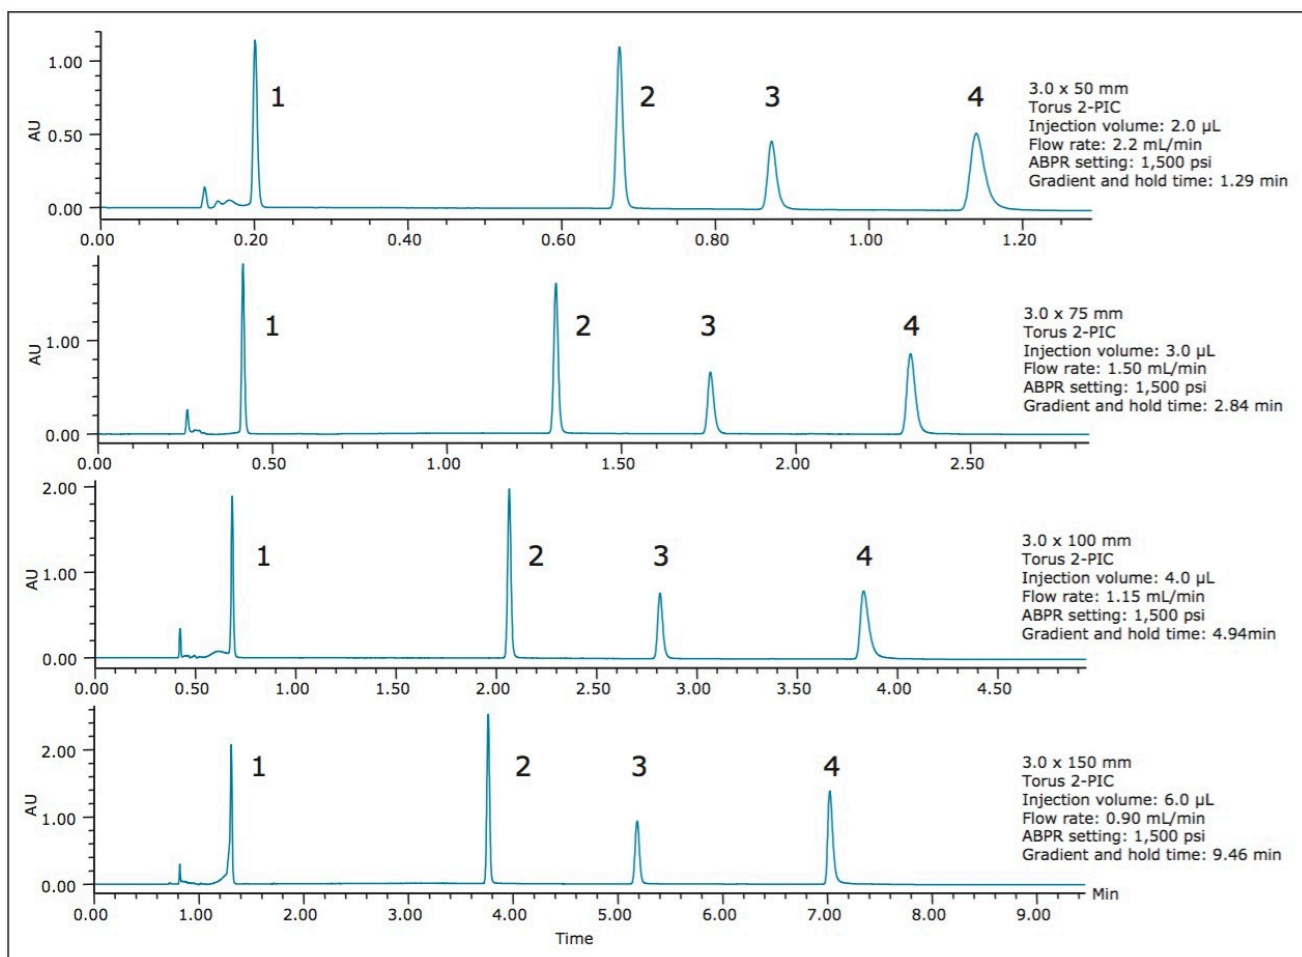 1.00
0.50
0.00
AU
1
2
3
4
3.0 x 50 mm
Torus 2-PIC
Injection volume: 2.0 µL
Flow rate: 2.2 mL/min
ABPR setting: 1,500 psi
Gradient and hold time: 1.29 min
0.00 0.20 0.40 0.60 0.80 1.00 1.20
1.00
0.00
AU
1
2
3
4
3.0 x 75 mm
Torus 2-PIC
Injection volume: 3.0 µL
Flow rate: 1.50 mL/min
ABPR setting: 1,500 psi
Gradient and hold time: 2.84 min
0.00 0.50 1.00 1.50 2.00 2.50
2.00
1.00
0.00
AU
1
2
3
4
3.0 x 100 mm
Torus 2-PIC
Injection volume: 4.0 µL
Flow rate: 1.15 mL/min
ABPR setting: 1,500 psi
Gradient and hold time: 4.94min
0.00 0.50 1.00 1.50 2.00 2.50 3.00 3.50 4.00 4.50
2.00
1.00
0.00
AU
1
2
3
4
3.0 x 150 mm
Torus 2-PIC
Injection volume: 6.0 µL
Flow rate: 0.90 mL/min
ABPR setting: 1,500 psi
Gradient and hold time: 9.46 min
Min
0.00 1.00 2.00 3.00 4.00 5.00 6.00 7.00 8.00 9.00
Time